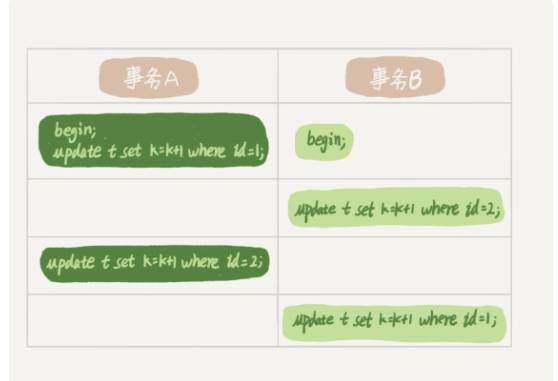 事务A
事务B
begin;
update t set k=k+1 where id=1;
begin;
update t set k=k+1 where id=2;
update t set k=k+1 where id=2;
update t set k=k+1 where id=1;